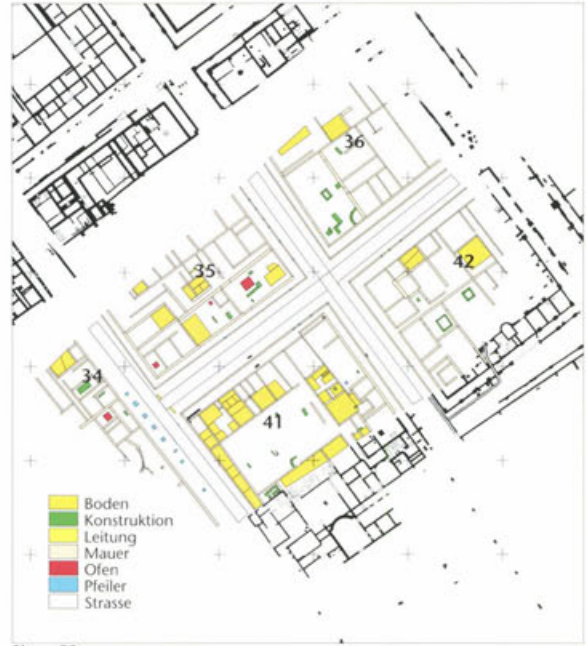 36
35
42
34
41
Boden
Konstruktion
Leitung
Mauer
Ofen
Pfeiler
Strasse